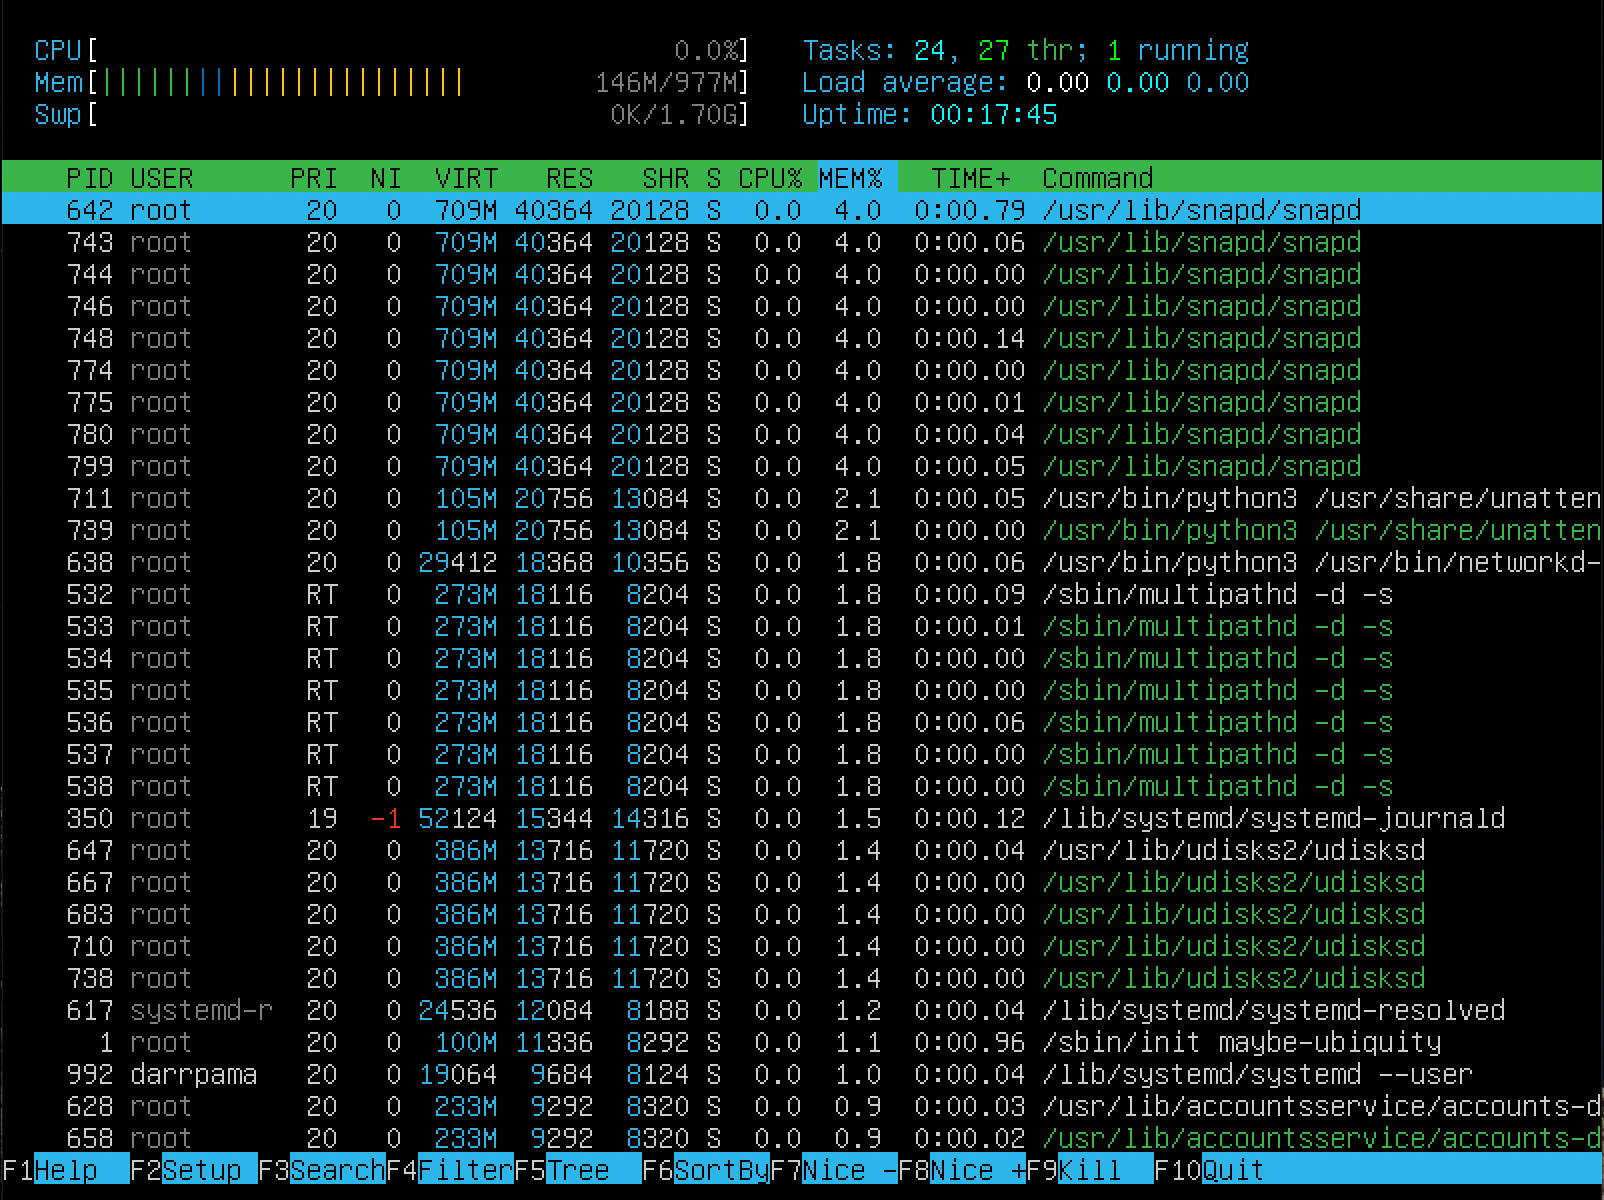 CPU[ 0.0%] Tasks: 24, 27 thr; 1 running
Mem[||||||||||||||||||||||| 146M/977M] Load average: 0.00 0.00 0.00
Swp[ 0K/1.70G] Uptime: 00:17:45
PID USER PRI NI VIRT RES SHR S CPU% MEM% TIME+ Command
642 root 20 0 709M 40364 20128 S 0.0 4.0 0:00.79 /usr/lib/snapd/snapd
743 root 20 0 709M 40364 20128 S 0.0 4.0 0:00.06 /usr/lib/snapd/snapd
744 root 20 0 709M 40364 20128 S 0.0 4.0 0:00.00 /usr/lib/snapd/snapd
746 root 20 0 709M 40364 20128 S 0.0 4.0 0:00.00 /usr/lib/snapd/snapd
748 root 20 0 709M 40364 20128 S 0.0 4.0 0:00.14 /usr/lib/snapd/snapd
774 root 20 0 709M 40364 20128 S 0.0 4.0 0:00.00 /usr/lib/snapd/snapd
775 root 20 0 709M 40364 20128 S 0.0 4.0 0:00.01 /usr/lib/snapd/snapd
780 root 20 0 709M 40364 20128 S 0.0 4.0 0:00.04 /usr/lib/snapd/snapd
799 root 20 0 709M 40364 20128 S 0.0 4.0 0:00.05 /usr/lib/snapd/snapd
711 root 20 0 105M 20756 13084 S 0.0 2.1 0:00.05 /usr/bin/python3 /usr/share/unatten
739 root 20 0 105M 20756 13084 S 0.0 2.1 0:00.00 /usr/bin/python3 /usr/share/unatten
638 root 20 0 29412 18368 10356 S 0.0 1.8 0:00.06 /usr/bin/python3 /usr/bin/networkd-
532 root RT 0 273M 18116 8204 S 0.0 1.8 0:00.09 /sbin/multipathd -d -s
533 root RT 0 273M 18116 8204 S 0.0 1.8 0:00.01 /sbin/multipathd -d -s
534 root RT 0 273M 18116 8204 S 0.0 1.8 0:00.00 /sbin/multipathd -d -s
535 root RT 0 273M 18116 8204 S 0.0 1.8 0:00.00 /sbin/multipathd -d -s
536 root RT 0 273M 18116 8204 S 0.0 1.8 0:00.06 /sbin/multipathd -d -s
537 root RT 0 273M 18116 8204 S 0.0 1.8 0:00.00 /sbin/multipathd -d -s
538 root RT 0 273M 18116 8204 S 0.0 1.8 0:00.00 /sbin/multipathd -d -s
350 root 19 -1 52124 15344 14316 S 0.0 1.5 0:00.12 /lib/systemd/systemd-journald
647 root 20 0 386M 13716 11720 S 0.0 1.4 0:00.04 /usr/lib/udisks2/udisksd
667 root 20 0 386M 13716 11720 S 0.0 1.4 0:00.00 /usr/lib/udisks2/udisksd
683 root 20 0 386M 13716 11720 S 0.0 1.4 0:00.00 /usr/lib/udisks2/udisksd
710 root 20 0 386M 13716 11720 S 0.0 1.4 0:00.00 /usr/lib/udisks2/udisksd
738 root 20 0 386M 13716 11720 S 0.0 1.4 0:00.00 /usr/lib/udisks2/udisksd
617 systemd-r 20 0 24536 12084 8188 S 0.0 1.2 0:00.04 /lib/systemd/systemd-resolved
1 root 20 0 100M 11336 8292 S 0.0 1.1 0:00.96 /sbin/init maybe-ubiquity
992 darrpama 20 0 19064 9684 8124 S 0.0 1.0 0:00.04 /lib/systemd/systemd --user
628 root 20 0 233M 9292 8320 S 0.0 0.9 0:00.03 /usr/lib/accountsservice/accounts-d
658 root 20 0 233M 9292 8320 S 0.0 0.9 0:00.02 /usr/lib/accountsservice/accounts-d
F1Help F2Setup F3SearchF4FilterF5Tree F6SortByF7Nice -F8Nice +F9Kill F10Quit